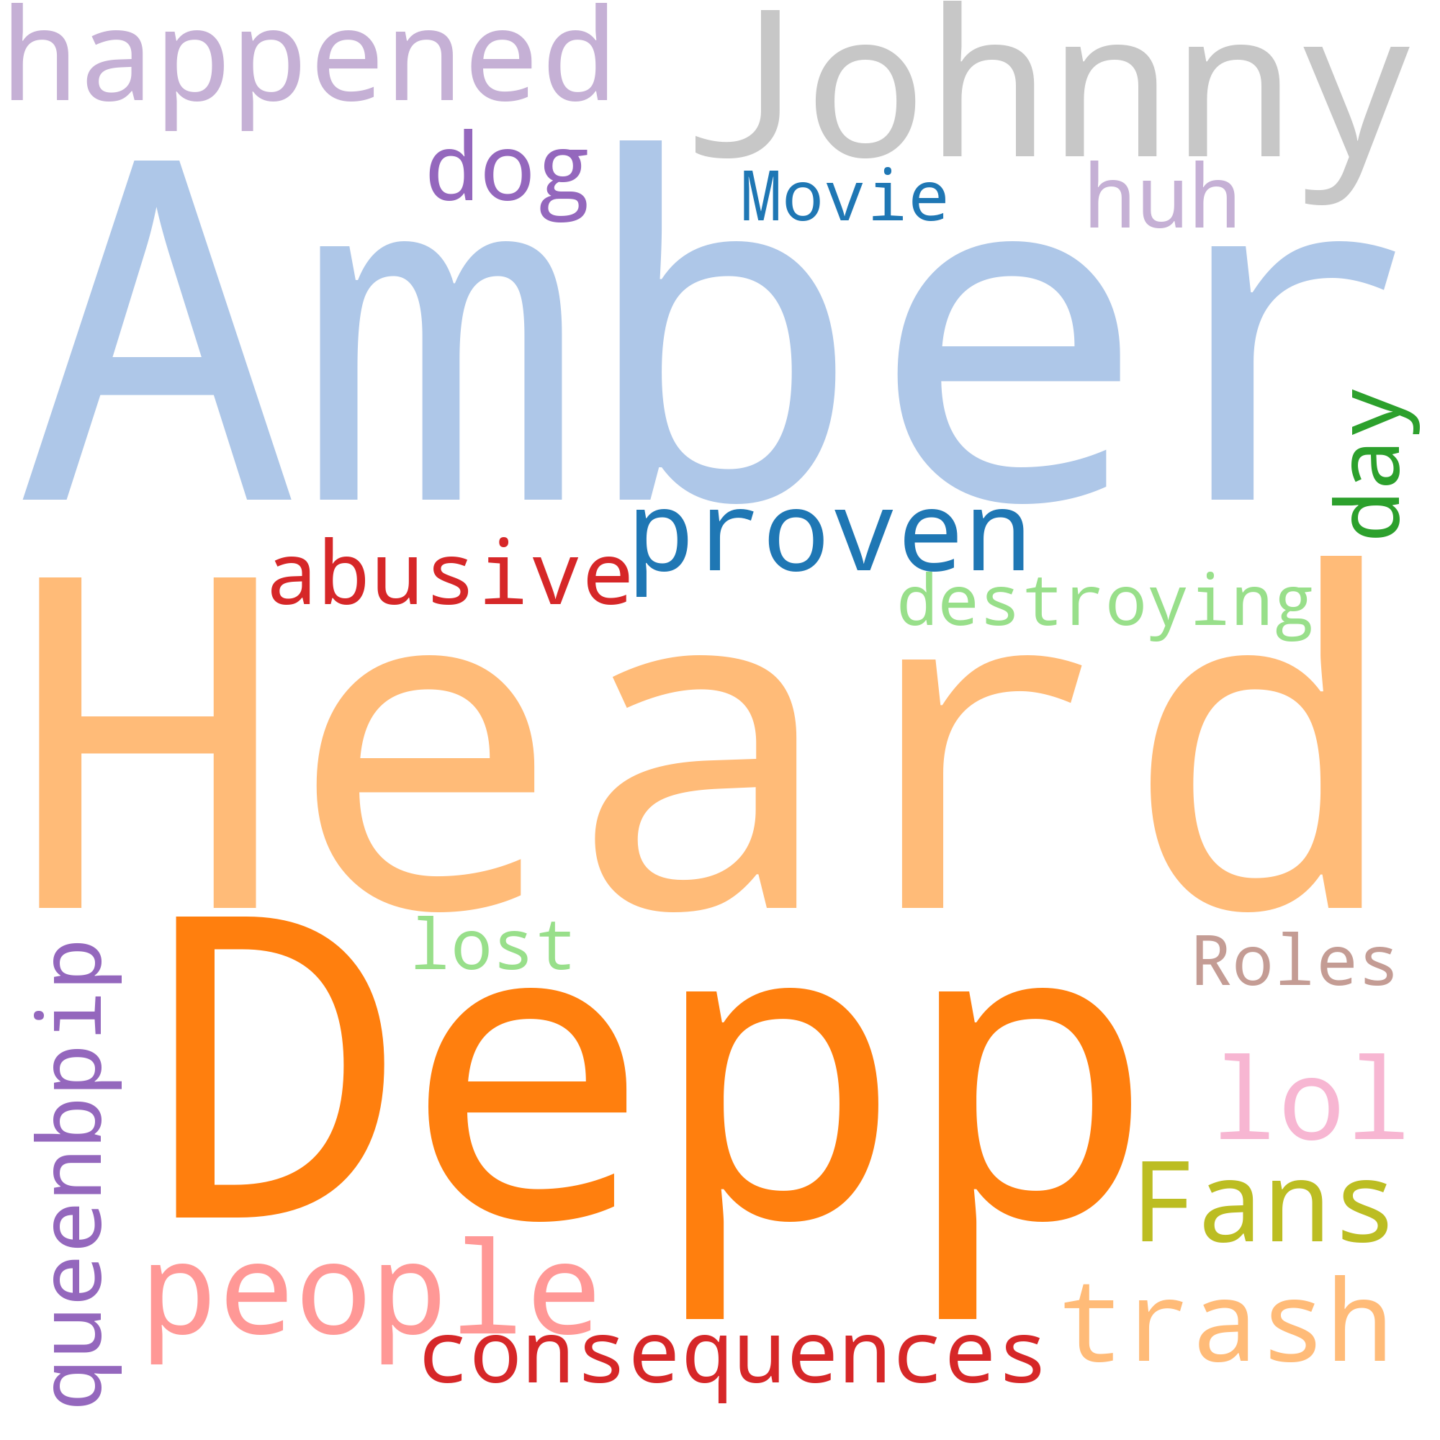 happened
Johnny
dog
Movie
huh
Amber
day
proven
abusive
destroying
Heard
lost
Roles
Depp
queenbpip
lol
Fans
people
trash
consequences